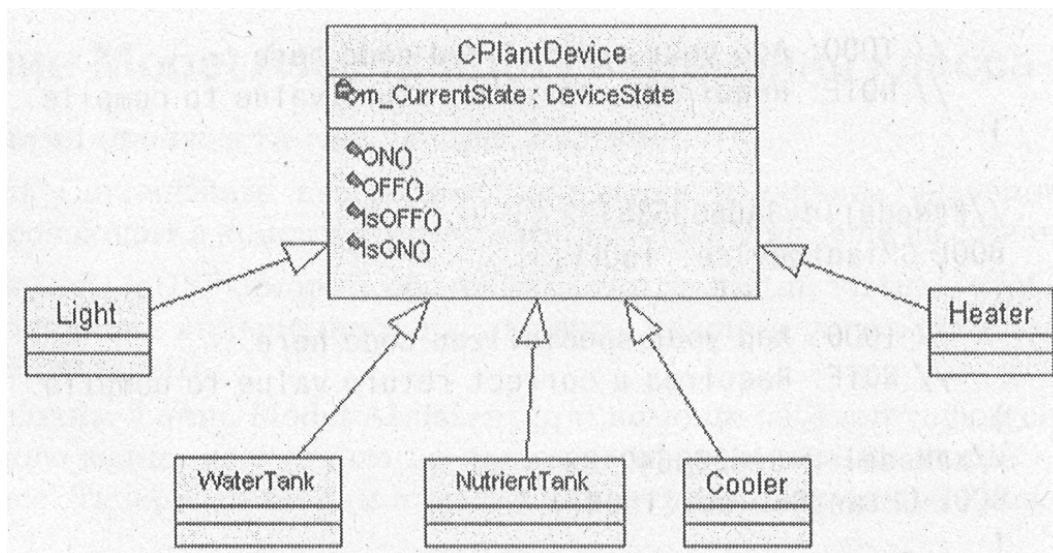 CPlantDevice
m_CurrentState : DeviceState
ON()
OFF()
IsOFF()
IsON()
Light
Heater
WaterTank
NutrientTank
Cooler